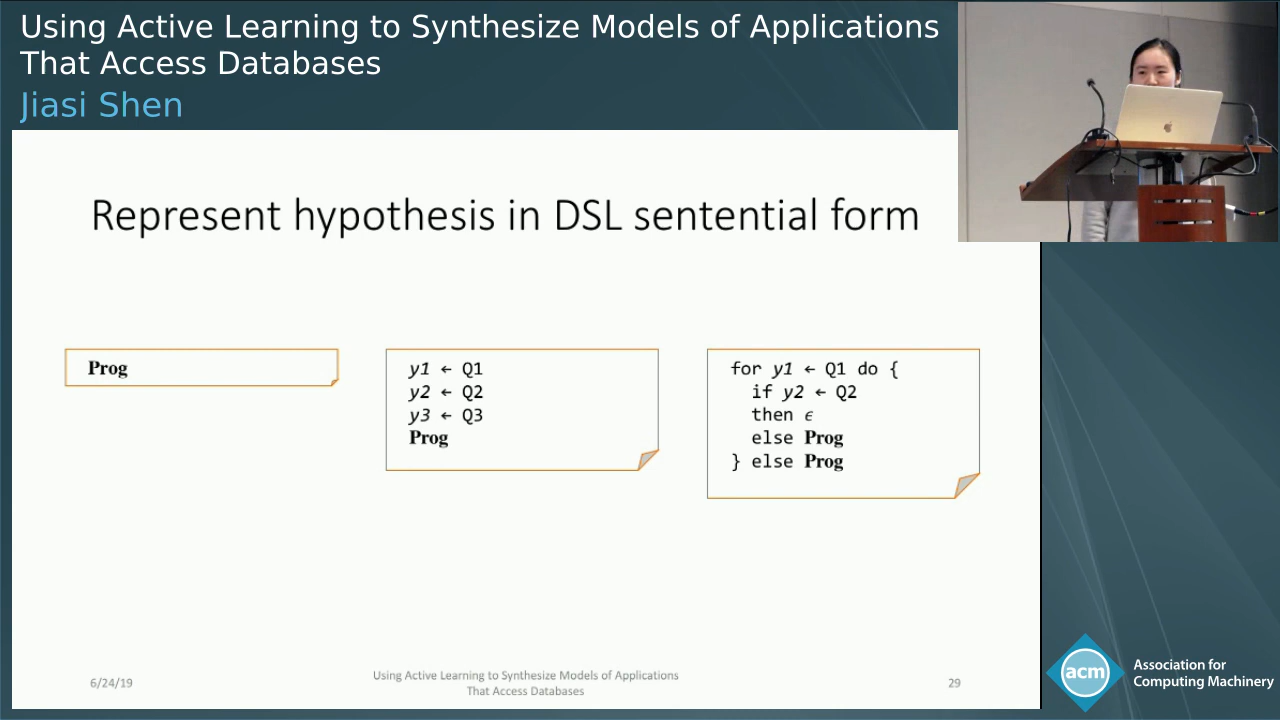 Using Active Learning to Synthesize Models of Applications
That Access Databases
Jiasi Shen
Represent hypothesis in DSL sentential form
Prog
y1 ← Q1
y2 ← Q2
y3 ← Q3
Prog
for y1 ← Q1 do {
if y2 ← Q2
then ϵ
else Prog
} else Prog
6/24/19
Using Active Learning to Synthesize Models of Applications
That Access Databases
29
acm
Association for
Computing Machinery